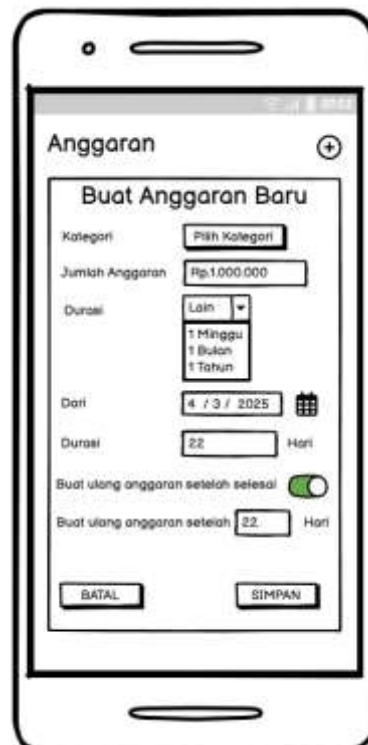 Anggaran
Buat Anggaran Baru
Kategori Pilih Kategori
Jumlah Anggaran Rp.1.000.000
Durasi Lain
1 Minggu
1 Bulan
1 Tahun
Dari 4 / 3 / 2025
Durasi 22 Hari
Buat ulang anggaran setelah selesai
Buat ulang anggaran setelah 22 Hari
BATAL SIMPAN